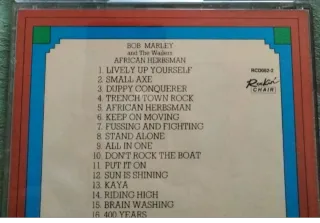 BOB MARLEY
and The Wailers
AFRICAN HERBSMAN
1. LIVELY UP YOURSELF
2. SMALL AXE
3. DUPPY CONQUERER
4. TRENCH TOWN ROCK
5. AFRICAN HERBSMAN
6. KEEP ON MOVING
7. FUSSING AND FIGHTING
8. STAND ALONE
9. ALL IN ONE
10. DON'T ROCK THE BOAT
11. PUT IT ON
12. SUN IS SHINING
13. KAYA
14. RIDING HIGH
15. BRAIN WASHING
16. 400 YEARS
Rockin'
CHAIR